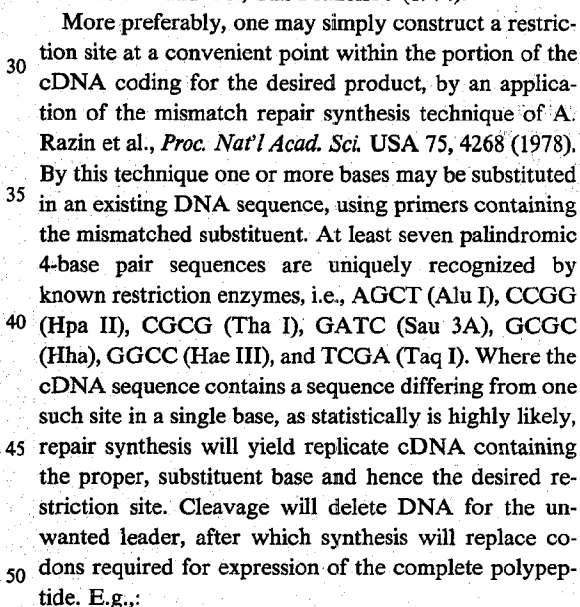 More preferably, one may simply construct a restric-
30 tion site at a convenient point within the portion of the
cDNA coding for the desired product, by an applica-
tion of the mismatch repair synthesis technique of A.
Razin et al., Proc. Nat'l Acad. Sci. USA 75, 4268 (1978).
By this technique one or more bases may be substituted
35 in an existing DNA sequence, using primers containing
the mismatched substituent. At least seven palindromic
4-base pair sequences are uniquely recognized by
known restriction enzymes, i.e., AGCT (Alu I), CCGG
40 (Hpa II), CGCG (Tha I), GATC (Sau 3A), GCGC
(Hha), GGCC (Hae III), and TCGA (Taq I). Where the
cDNA sequence contains a sequence differing from one
such site in a single base, as statistically is highly likely,
45 repair synthesis will yield replicate cDNA containing
the proper, substituent base and hence the desired re-
striction site. Cleavage will delete DNA for the un-
wanted leader, after which synthesis will replace co-
50 dons required for expression of the complete polypep-
tide. E.g.,: